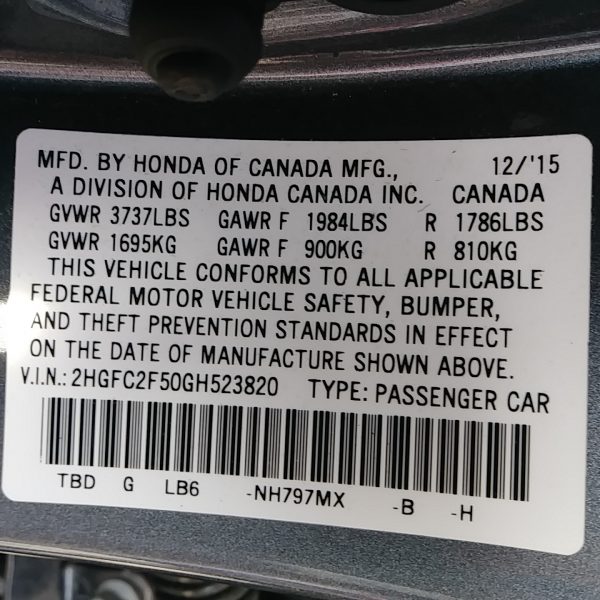 MFD. BY HONDA OF CANADA MFG., 12/'15
A DIVISION OF HONDA CANADA INC. CANADA
GVWR 3737LBS GAWR F 1984LBS R 1786LBS
GVWR 1695KG GAWR F 900KG R 810KG
THIS VEHICLE CONFORMS TO ALL APPLICABLE
FEDERAL MOTOR VEHICLE SAFETY, BUMPER,
AND THEFT PREVENTION STANDARDS IN EFFECT
ON THE DATE OF MANUFACTURE SHOWN ABOVE.
V.I.N.: 2HGFC2F50GH523820 TYPE: PASSENGER CAR
TBD G LB6 -NH797MX -B -H